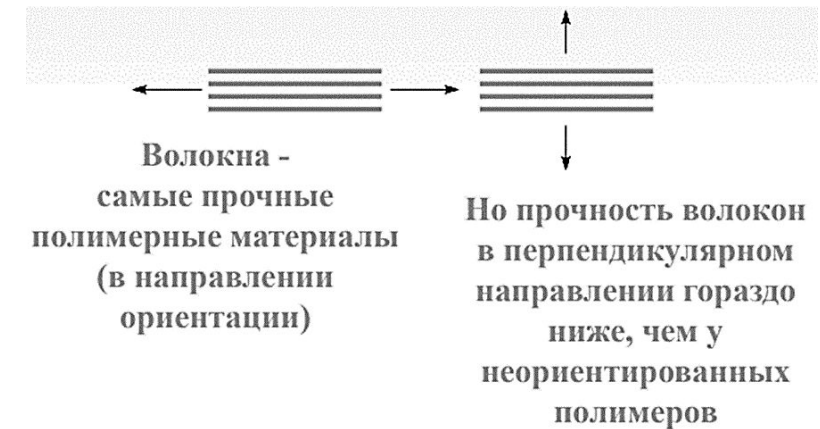 Волокна -
самые прочные
полимерные материалы
(в направлении
ориентации)
Но прочность волокон
в перпендикулярном
направлении гораздо
ниже, чем у
неориентированных
полимеров